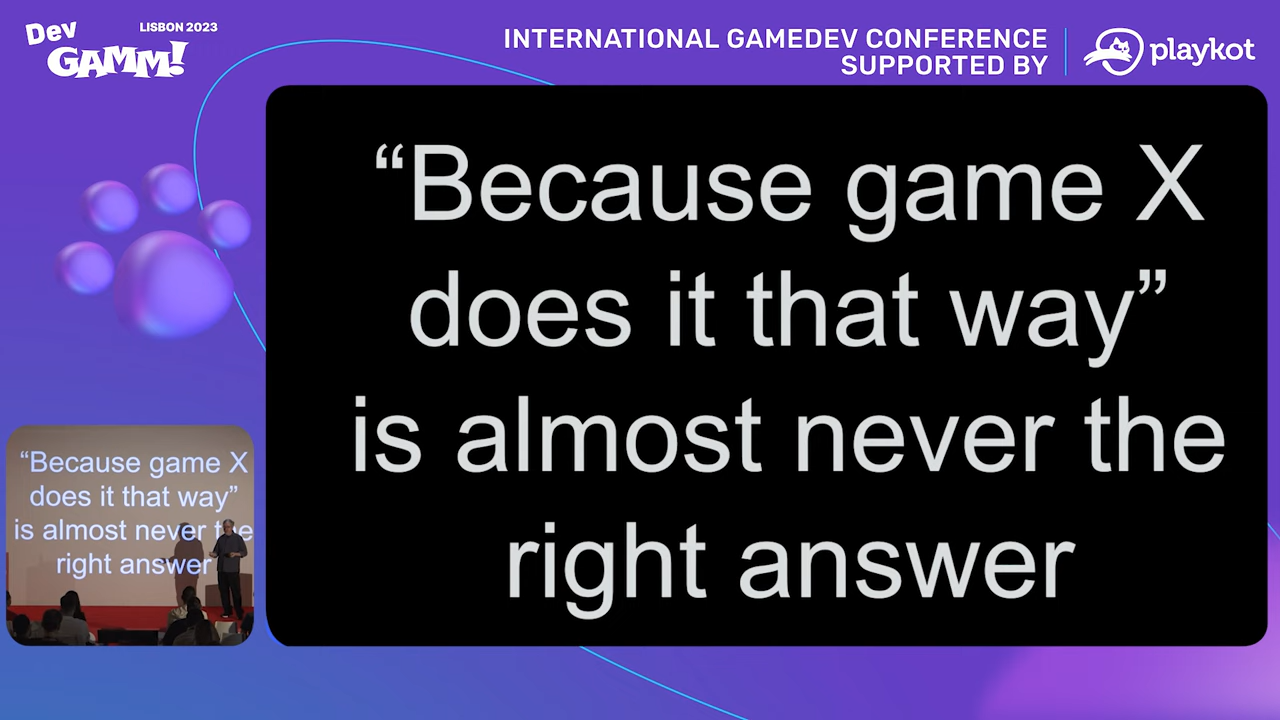 Dev
GAMM!
LISBON 2023
INTERNATIONAL GAMEDEV CONFERENCE
SUPPORTED BY
playkot
“Because game X
does it that way”
is almost never the
right answer
“Because game X
does it that way”
is almost never the
right answer